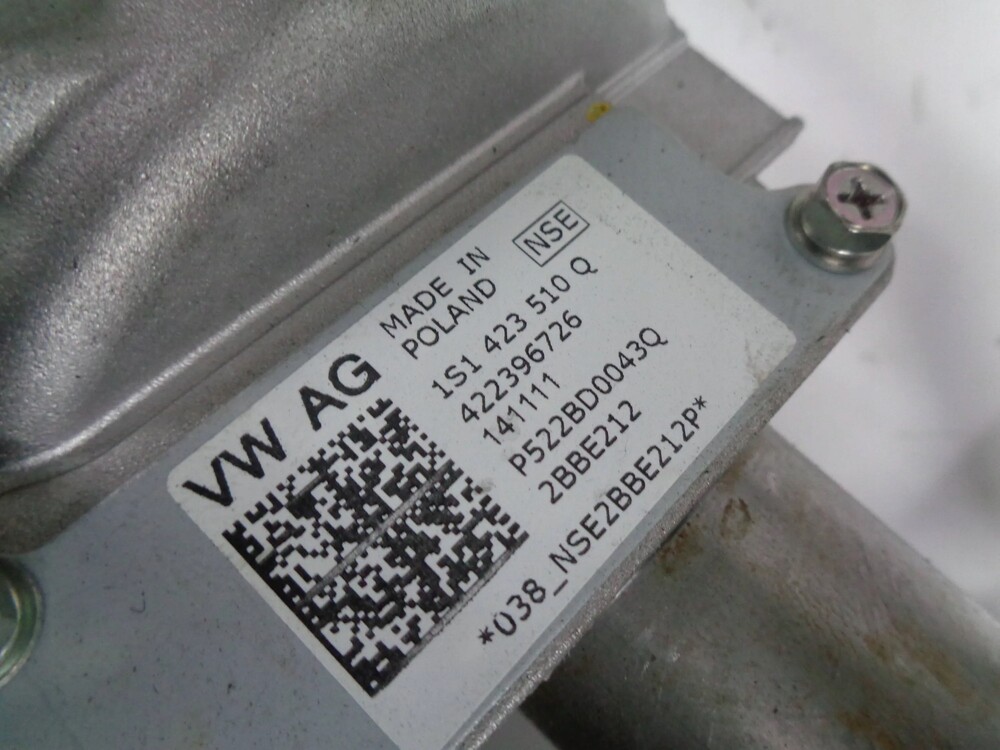 VW AG
MADE IN
POLAND
NSE
1S1 423 510 Q
422396726
141111
P522BD0043Q
2BBE212
*038_NSE2BBE212P*